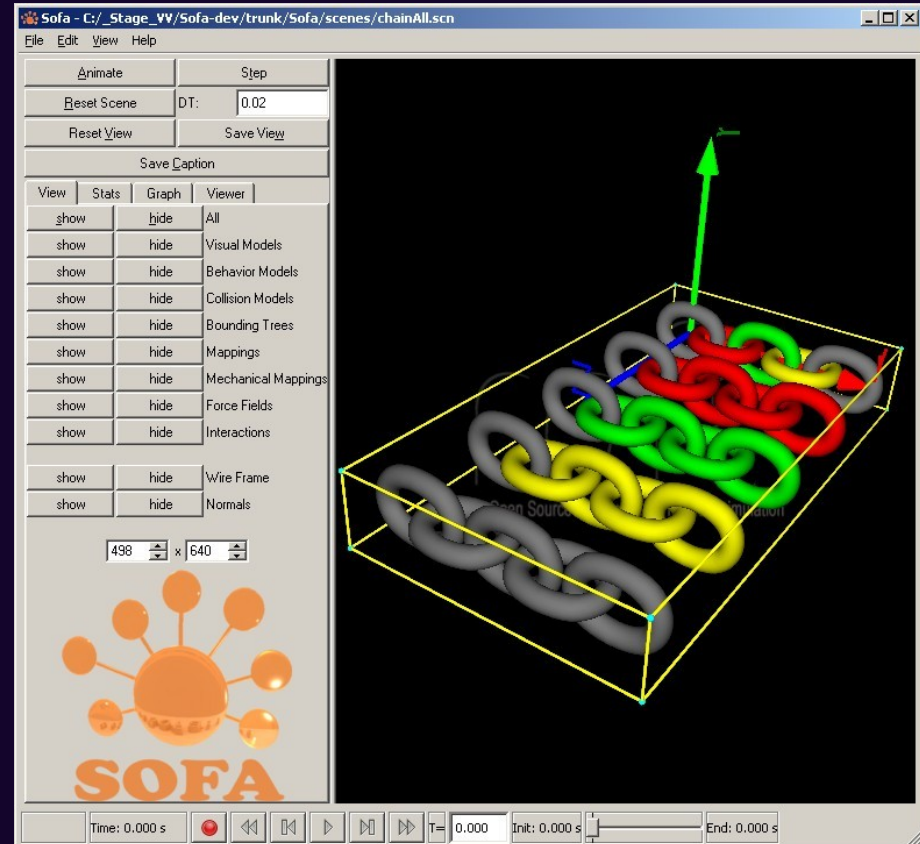 Sofa - C:/_Stage_VV/Sofa-dev/trunk/Sofa/scenes/chainAll.scn
File Edit View Help
Animate Step
Reset Scene DT: 0.02
Reset View Save View
Save Caption
View Stats Graph Viewer
show hide All
show hide Visual Models
show hide Behavior Models
show hide Collision Models
show hide Bounding Trees
show hide Mappings
show hide Mechanical Mappings
show hide Force Fields
show hide Interactions
show hide Wire Frame
show hide Normals
498 x 640
SOFA
Y
Open Source
Simulation
Time: 0.000 s T= 0.000 Init: 0.000 s End: 0.000 s